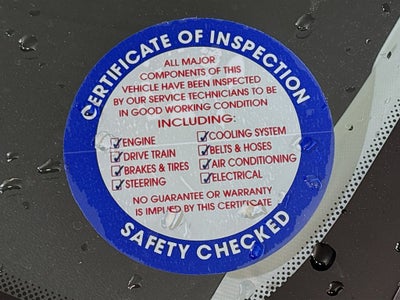 CERTIFICATE OF INSPECTION
ALL MAJOR
COMPONENTS OF THIS
VEHICLE HAVE BEEN INSPECTED
BY OUR SERVICE TECHNICIANS TO BE
IN GOOD WORKING CONDITION
INCLUDING:
ENGINE
DRIVE TRAIN
BRAKES & TIRES
STEERING
COOLING SYSTEM
BELTS & HOSES
AIR CONDITIONING
ELECTRICAL
NO GUARANTEE OR WARRANTY
IS IMPLIED BY THIS CERTIFICATE
SAFETY CHECKED